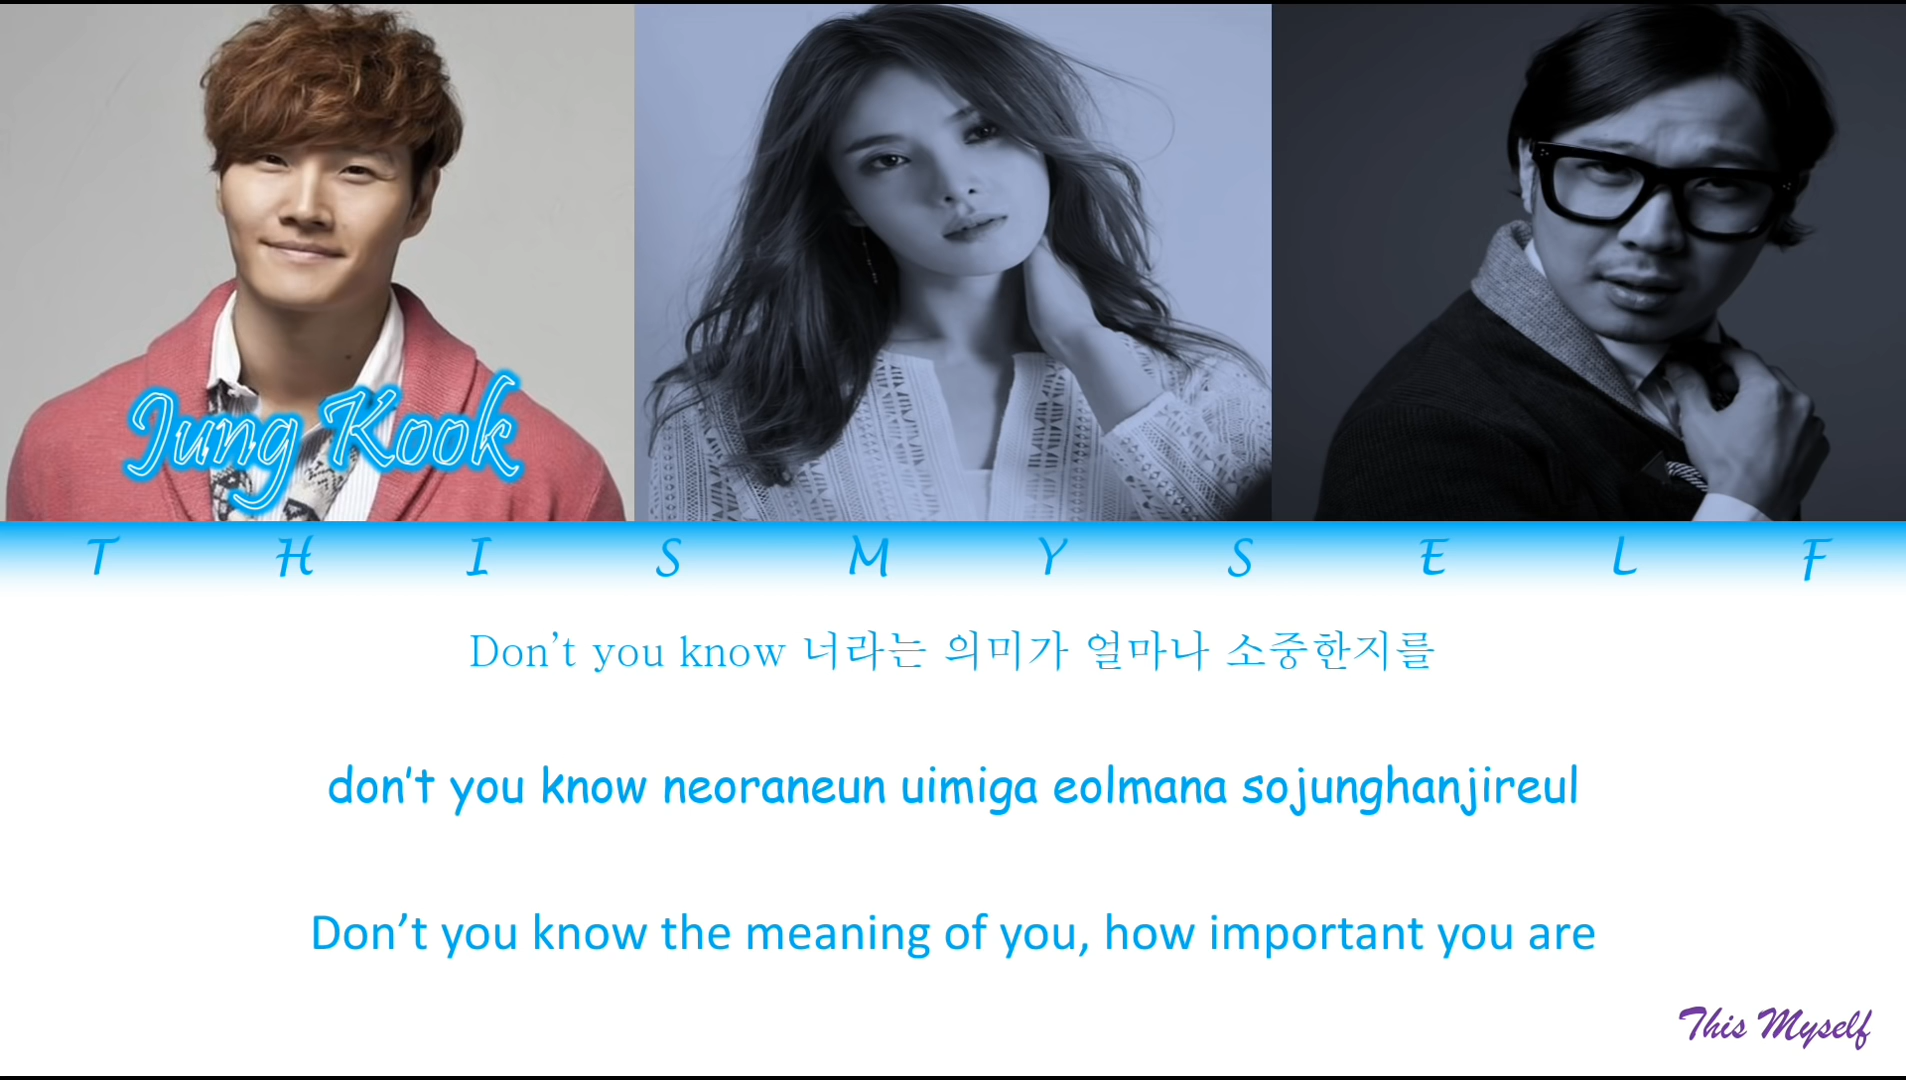 Jung Kook
T H I S M Y S E L F
Don’t you know 너라는 의미가 얼마나 소중한지를
don’t you know neoraneun uimiga eolmana sojunghanjireul
Don’t you know the meaning of you, how important you are
This Myself